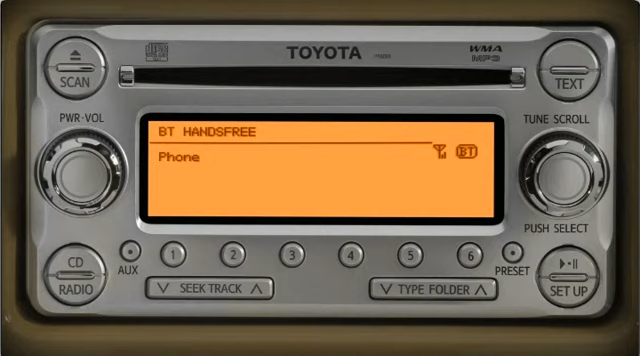 TOYOTA
WMA
MP3
SCAN
TEXT
PWR·VOL
TUNE SCROLL
BT HANDSFREE
Phone
BT
PUSH SELECT
CD
RADIO
AUX
1
2
3
4
5
6
PRESET
SET UP
∨ SEEK TRACK ∧
∨ TYPE FOLDER ∧